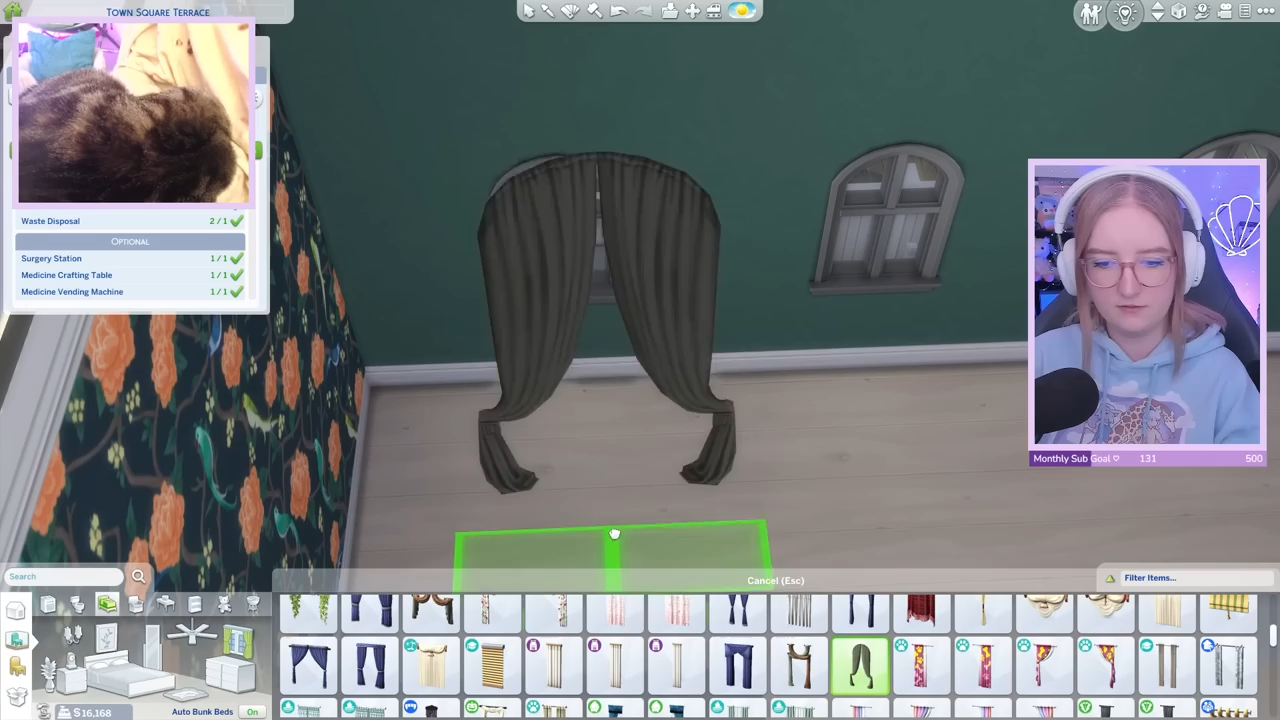 TOWN SQUARE TERRACE
Waste Disposal 2 / 1
OPTIONAL
Surgery Station 1 / 1
Medicine Crafting Table 1 / 1
Medicine Vending Machine 1 / 1
Monthly Sub Goal ♡ 131 500
Cancel (Esc)
Filter Items...
Search
§16,168
Auto Bunk Beds On